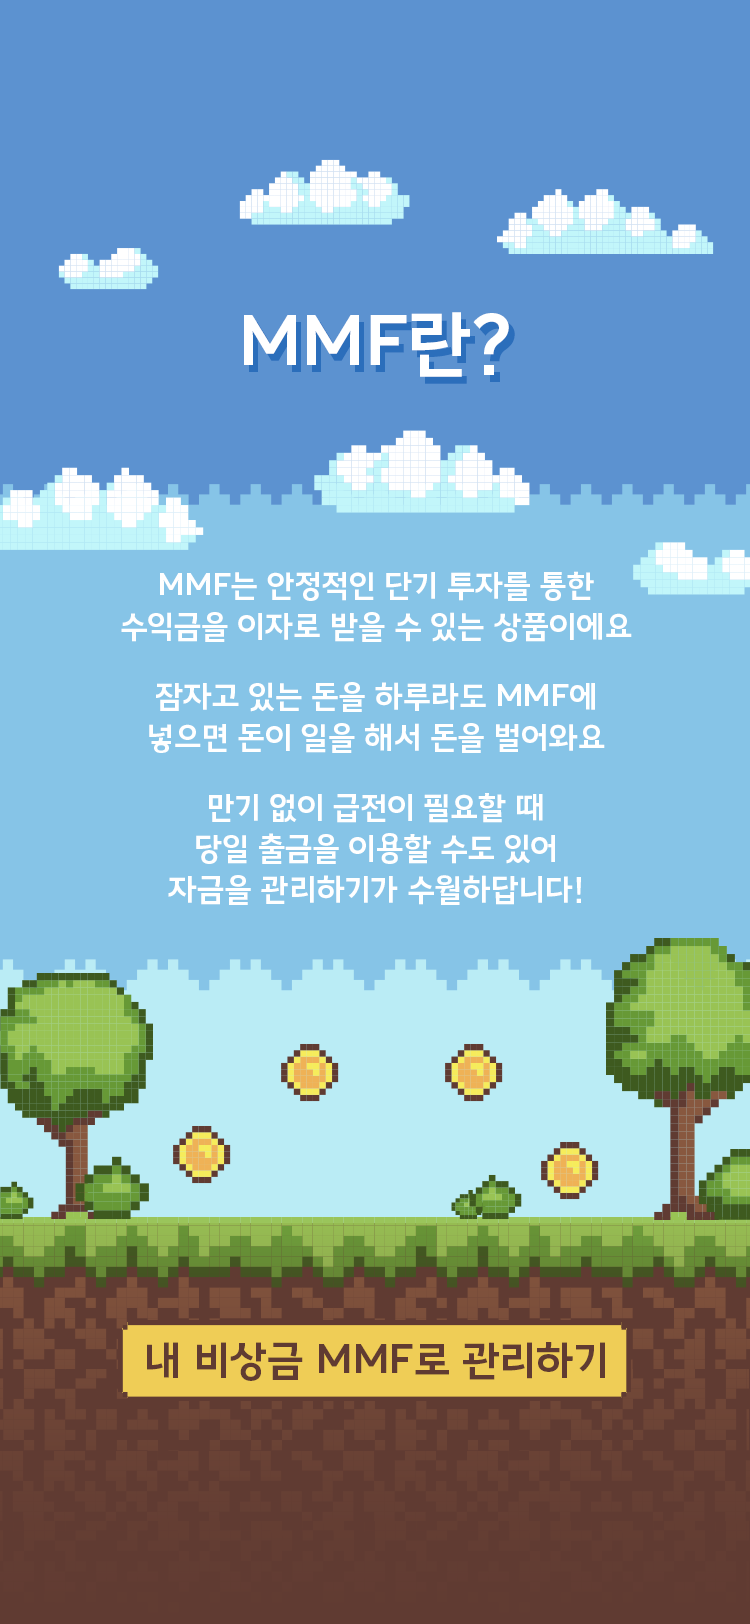 MMF란?
MMF는 안정적인 단기 투자를 통한
수익금을 이자로 받을 수 있는 상품이에요
잠자고 있는 돈을 하루라도 MMF에
넣으면 돈이 일을 해서 돈을 벌어와요
만기 없이 급전이 필요할 때
당일 출금을 이용할 수도 있어
자금을 관리하기가 수월하답니다!
내 비상금 MMF로 관리하기